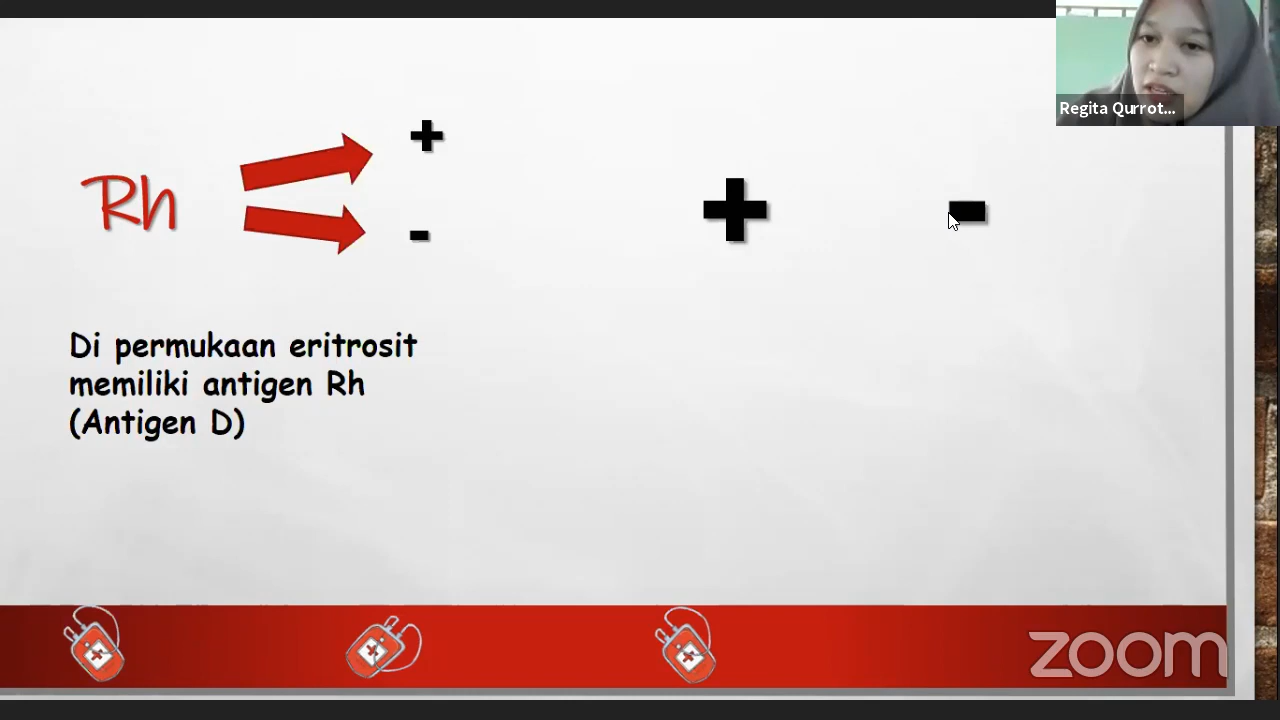 Regita Qurrot...
Rh
+
-
+
-
Di permukaan eritrosit
memiliki antigen Rh
(Antigen D)
zoom